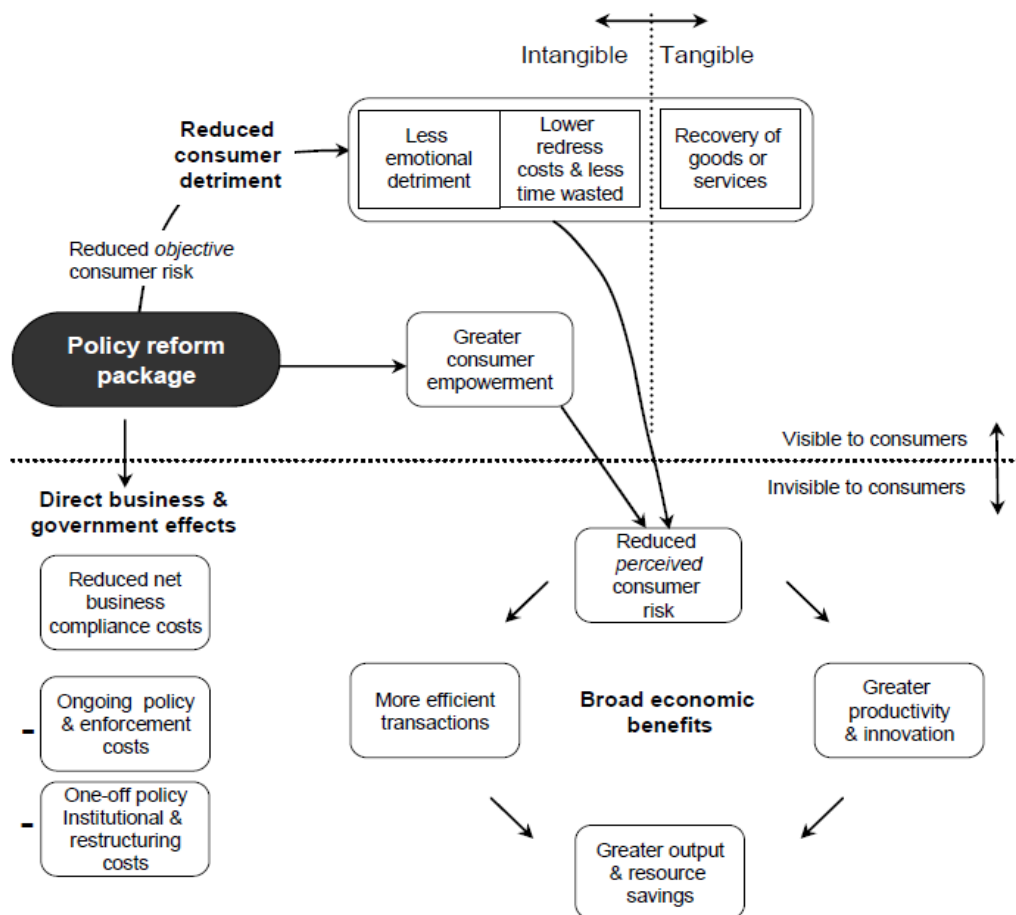 Intangible
Tangible
Reduced
consumer
detriment
Less
emotional
detriment
Lower
redress
costs & less
time wasted
Recovery of
goods or
services
Reduced objective
consumer risk
Policy reform
package
Greater
consumer
empowerment
Visible to consumers
Invisible to consumers
Direct business &
government effects
Reduced net
business
compliance costs
- Ongoing policy
& enforcement
costs
- One-off policy
Institutional &
restructuring
costs
Reduced
perceived
consumer
risk
More efficient
transactions
Broad economic
benefits
Greater
productivity
& innovation
Greater output
& resource
savings